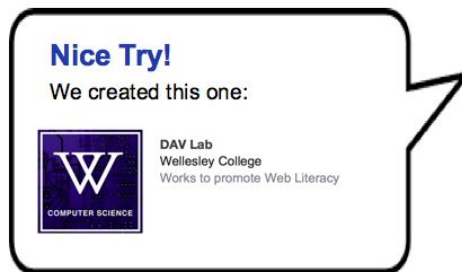 Nice Try!
We created this one:
W
COMPUTER SCIENCE
DAV Lab
Wellesley College
Works to promote Web Literacy